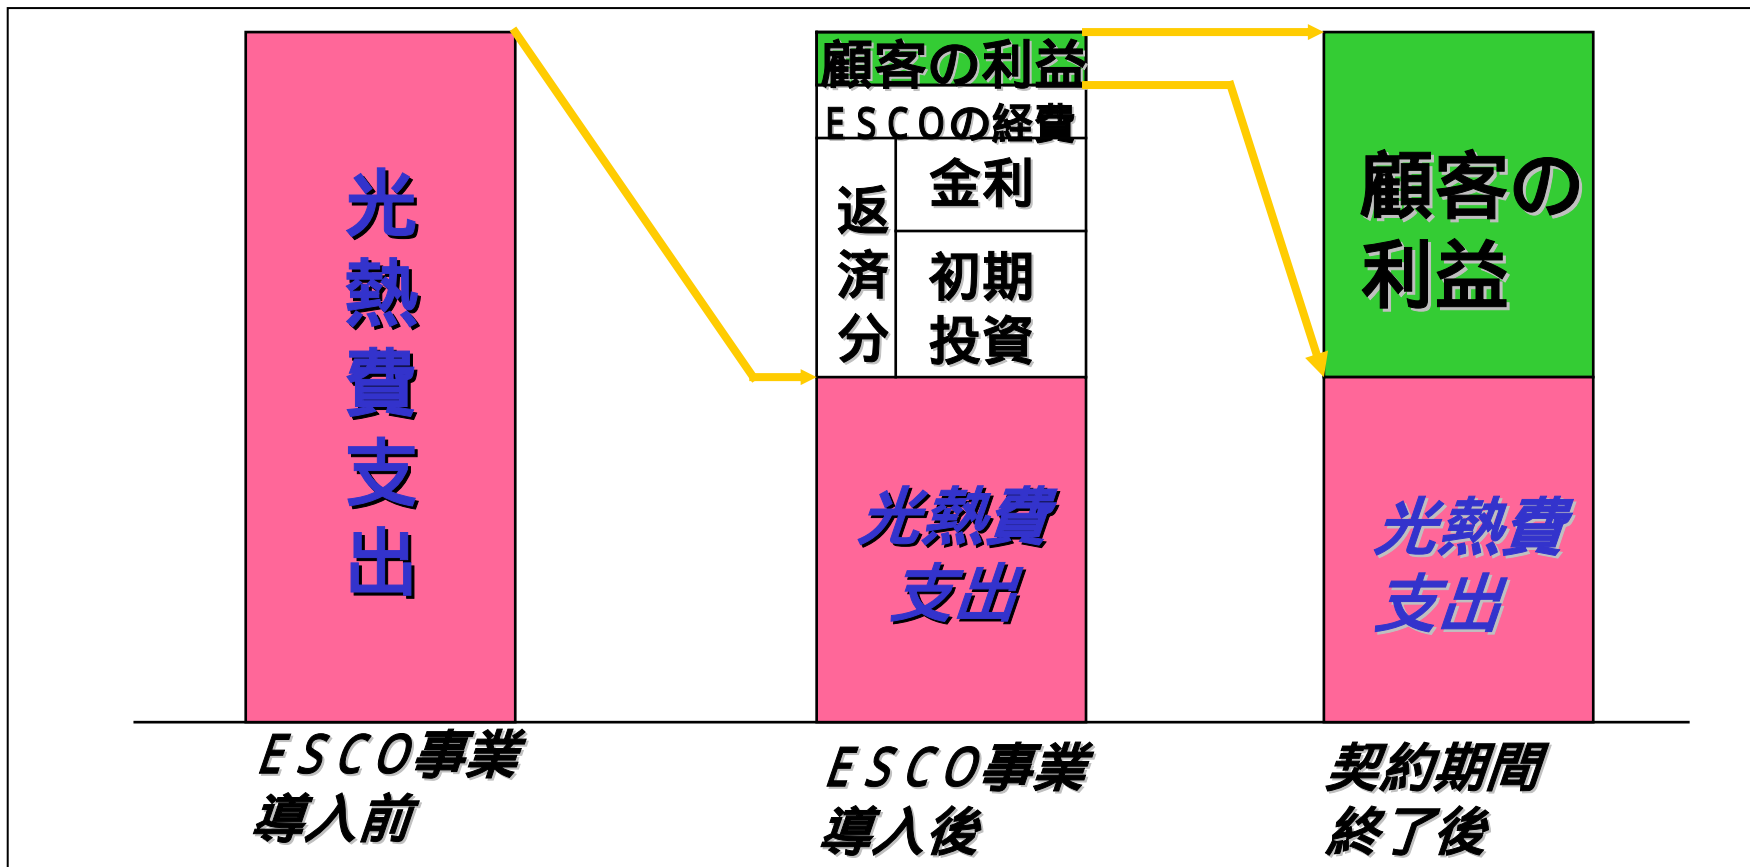 光熱費支出
顧客の利益
ＥＳＣＯの経費
返済分
金利
初期
投資
光熱費
支出
顧客の
利益
光熱費
支出
ＥＳＣＯ事業
導入前
ＥＳＣＯ事業
導入後
契約期間
終了後